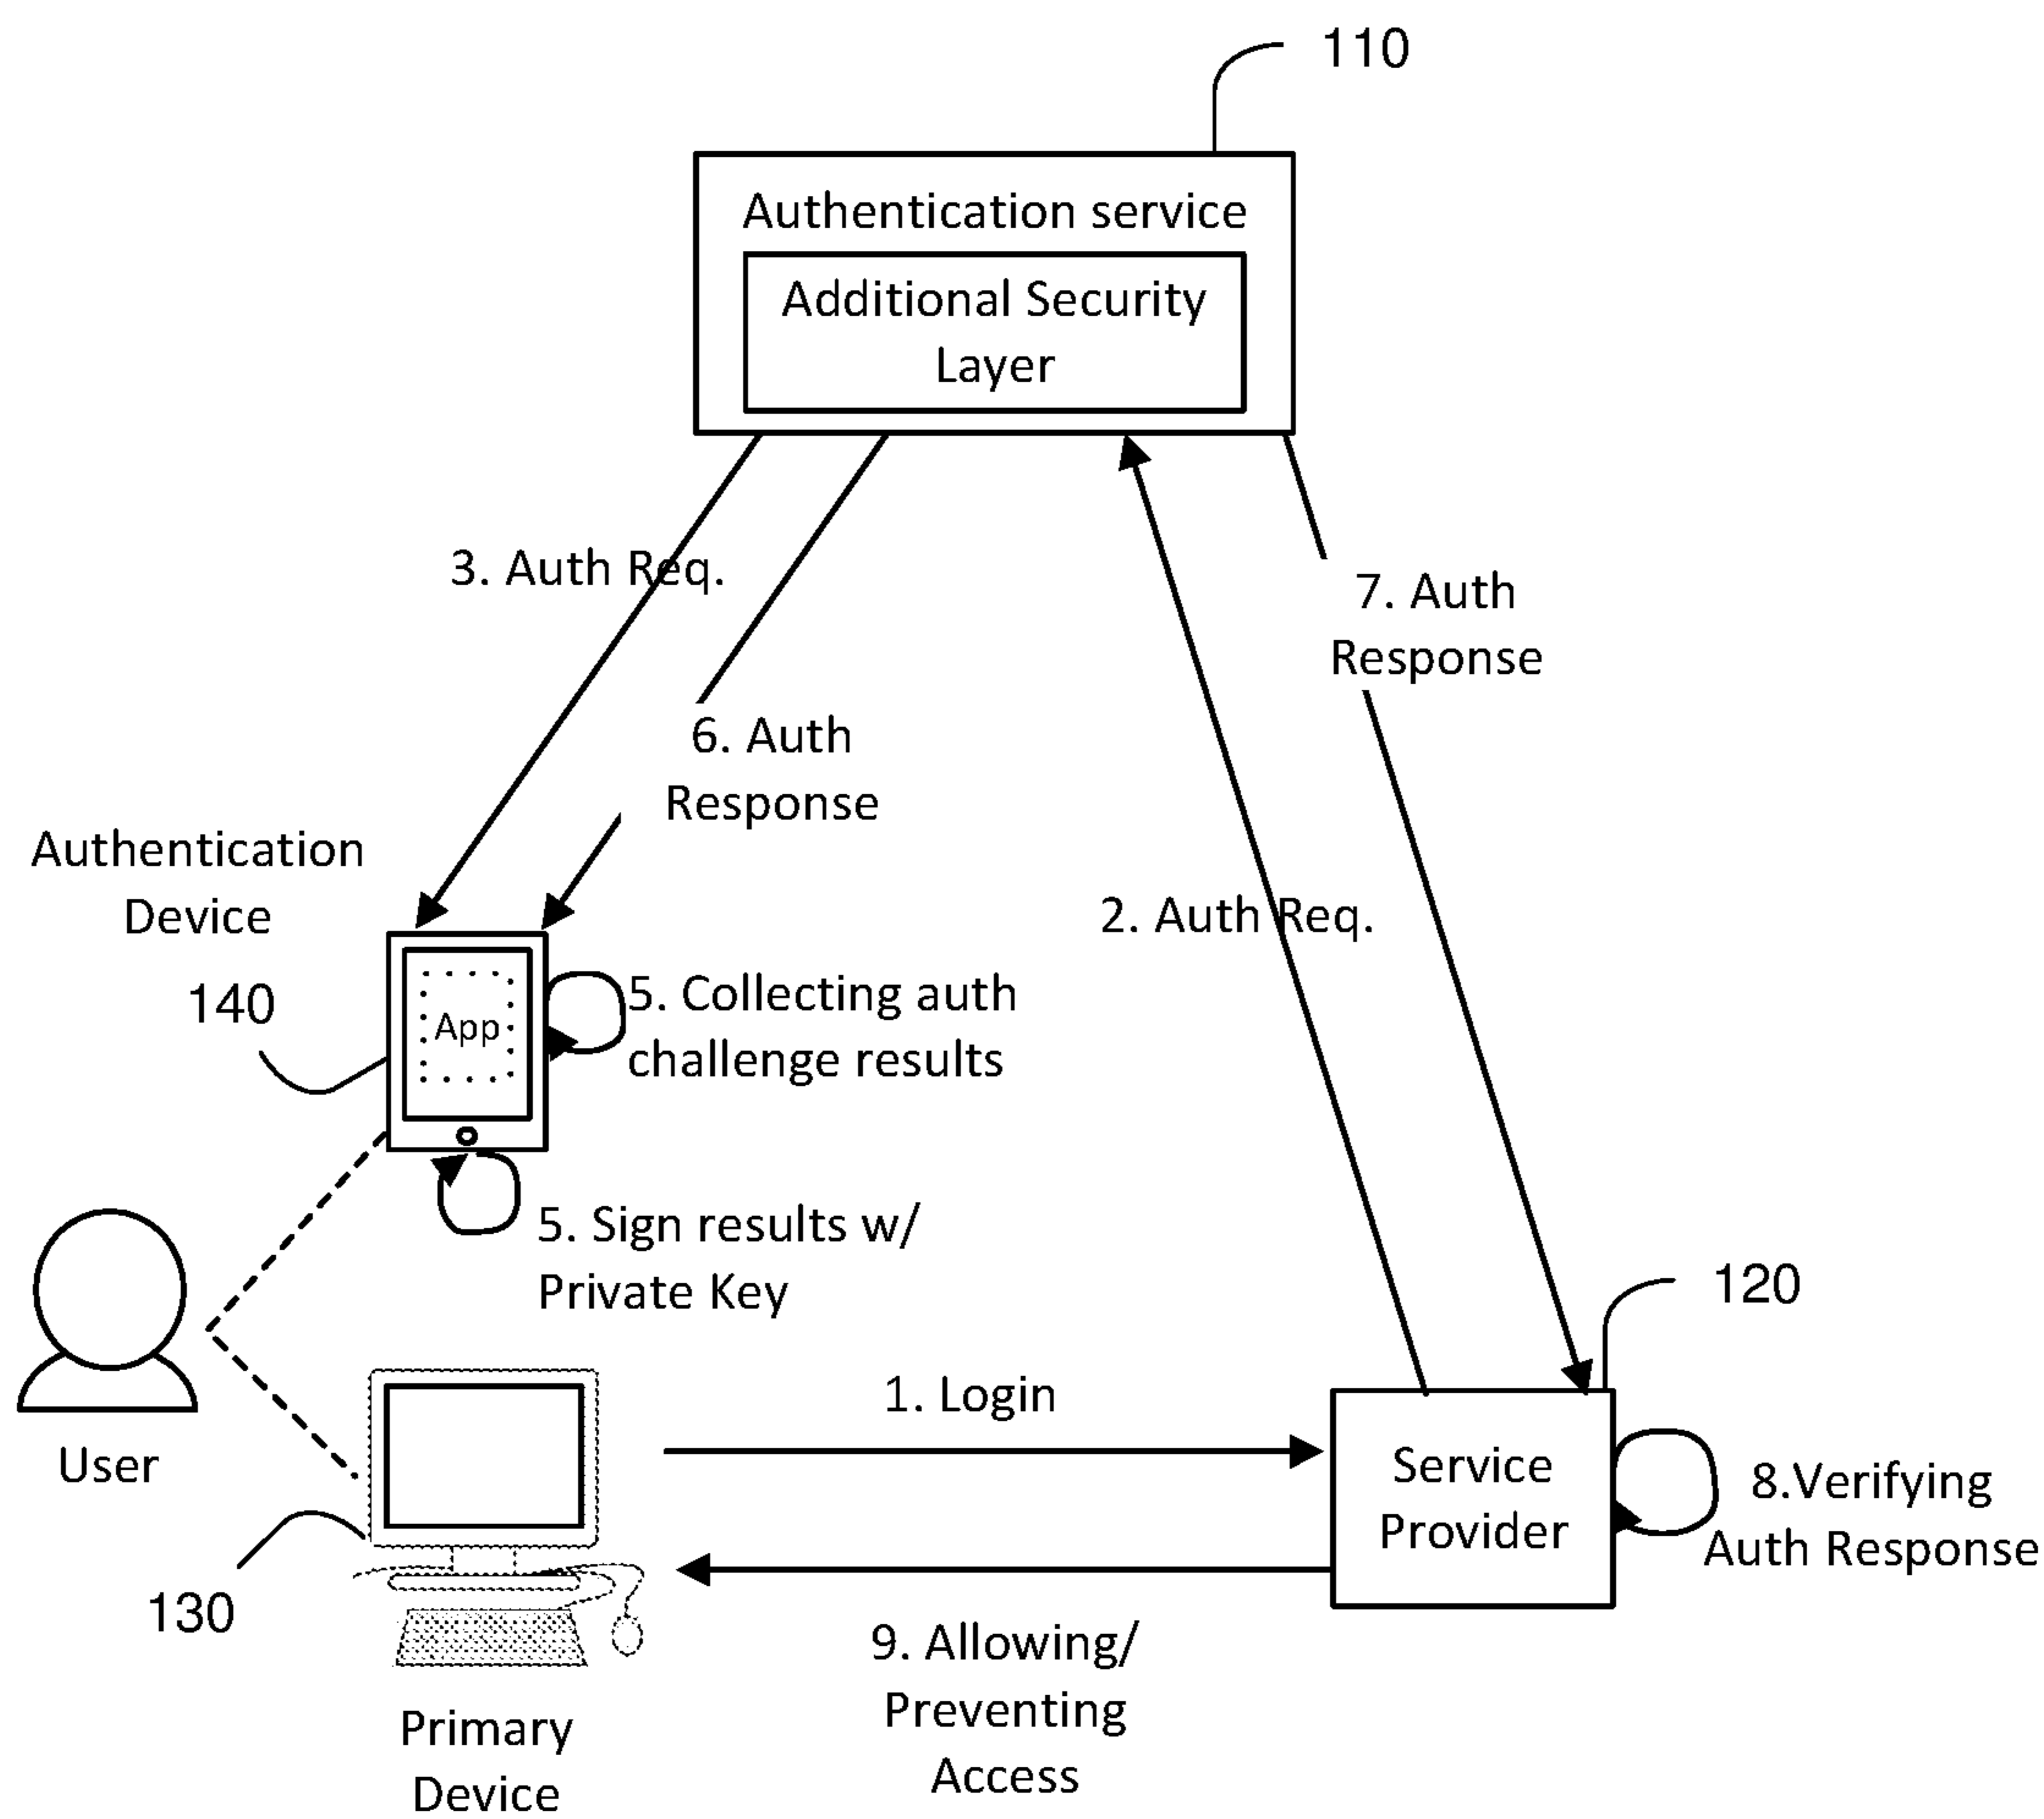 110
Authentication service
Additional Security
Layer
3. Auth Req.
7. Auth
Response
6. Auth
Response
Authentication
Device
2. Auth Req.
140
App
5. Collecting auth
challenge results
5. Sign results w/
Private Key
120
User
1. Login
Service
Provider
8.Verifying
Auth Response
130
9. Allowing/
Preventing
Access
Primary
Device